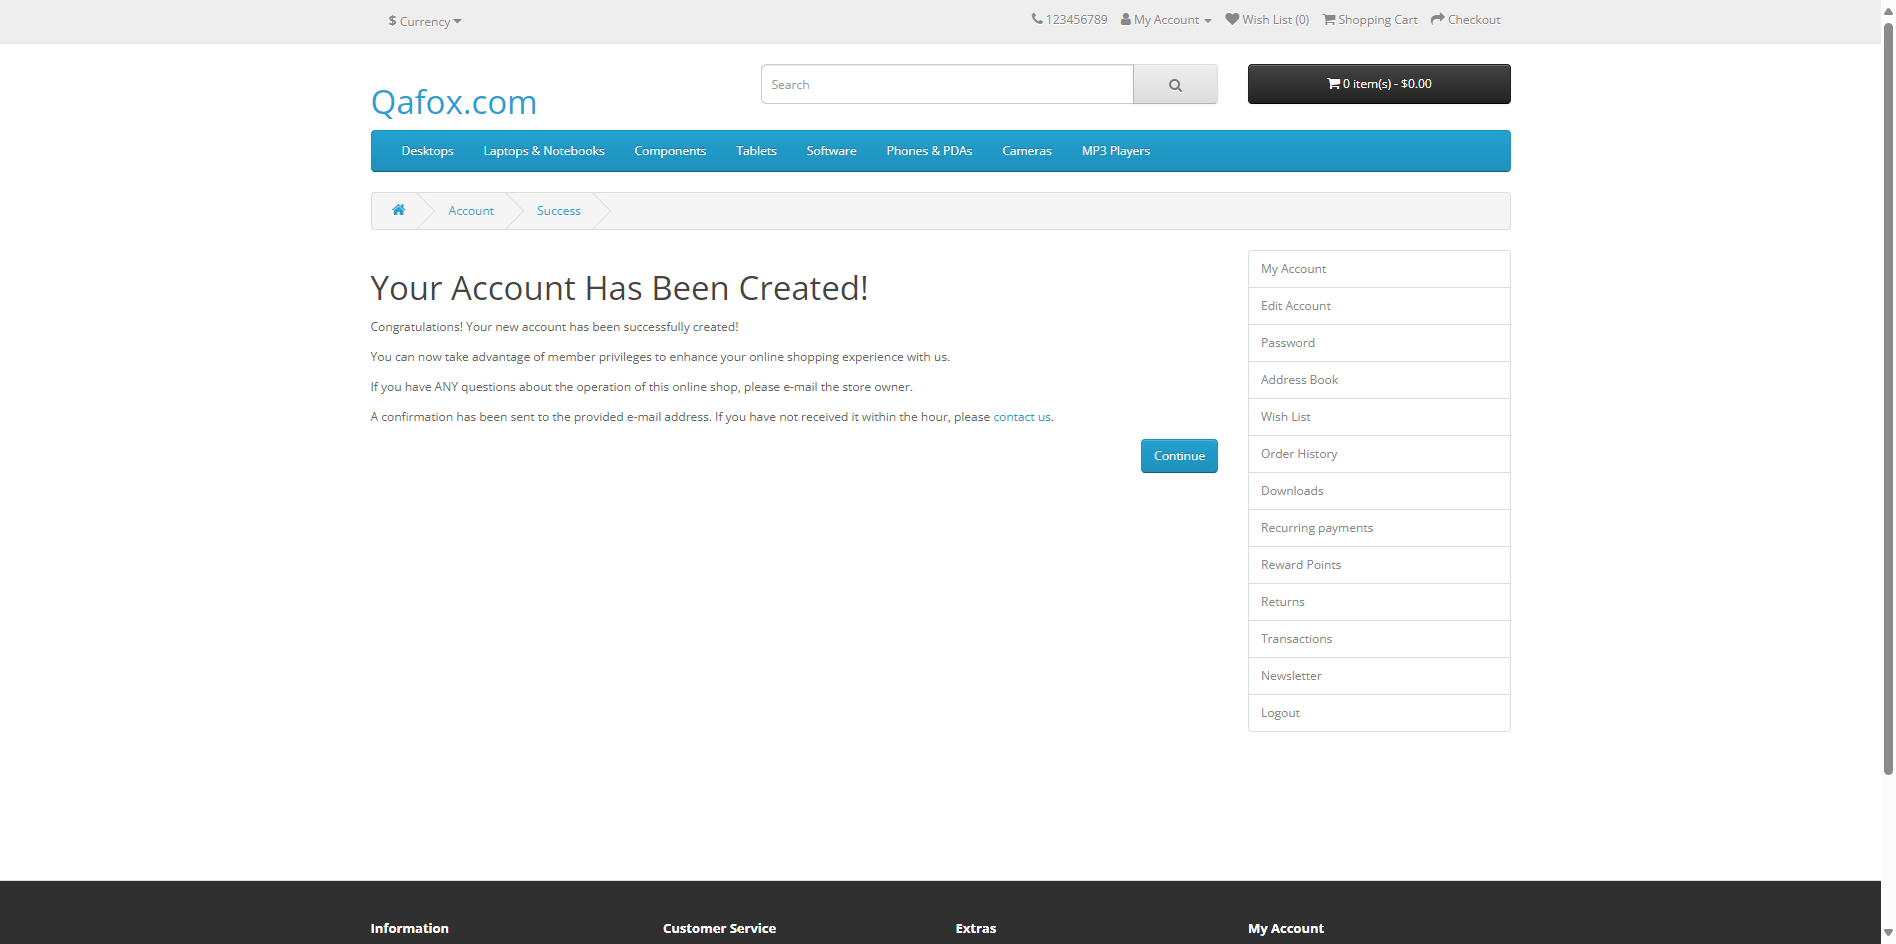 $ Currency
123456789 My Account Wish List (0) Shopping Cart Checkout
Qafox.com
Search
0 item(s) - $0.00
Desktops Laptops & Notebooks Components Tablets Software Phones & PDAs Cameras MP3 Players
Account Success
Your Account Has Been Created!
Congratulations! Your new account has been successfully created!
You can now take advantage of member privileges to enhance your online shopping experience with us.
If you have ANY questions about the operation of this online shop, please e-mail the store owner.
A confirmation has been sent to the provided e-mail address. If you have not received it within the hour, please contact us.
Continue
My Account
Edit Account
Password
Address Book
Wish List
Order History
Downloads
Recurring payments
Reward Points
Returns
Transactions
Newsletter
Logout
Information Customer Service Extras My Account